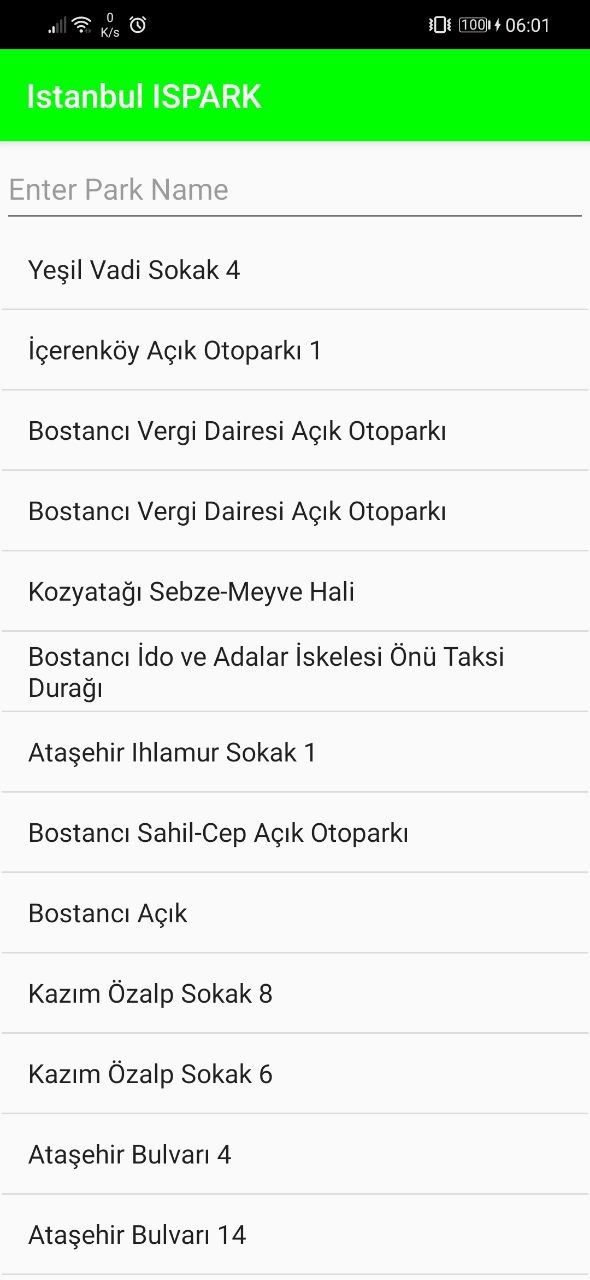 0
K/s
100
06:01
Istanbul ISPARK
Enter Park Name
Yeşil Vadi Sokak 4
İçerenköy Açık Otoparkı 1
Bostancı Vergi Dairesi Açık Otoparkı
Bostancı Vergi Dairesi Açık Otoparkı
Kozyatağı Sebze-Meyve Hali
Bostancı İdo ve Adalar İskelesi Önü Taksi
Durağı
Ataşehir Ihlamur Sokak 1
Bostancı Sahil-Cep Açık Otoparkı
Bostancı Açık
Kazım Özalp Sokak 8
Kazım Özalp Sokak 6
Ataşehir Bulvarı 4
Ataşehir Bulvarı 14